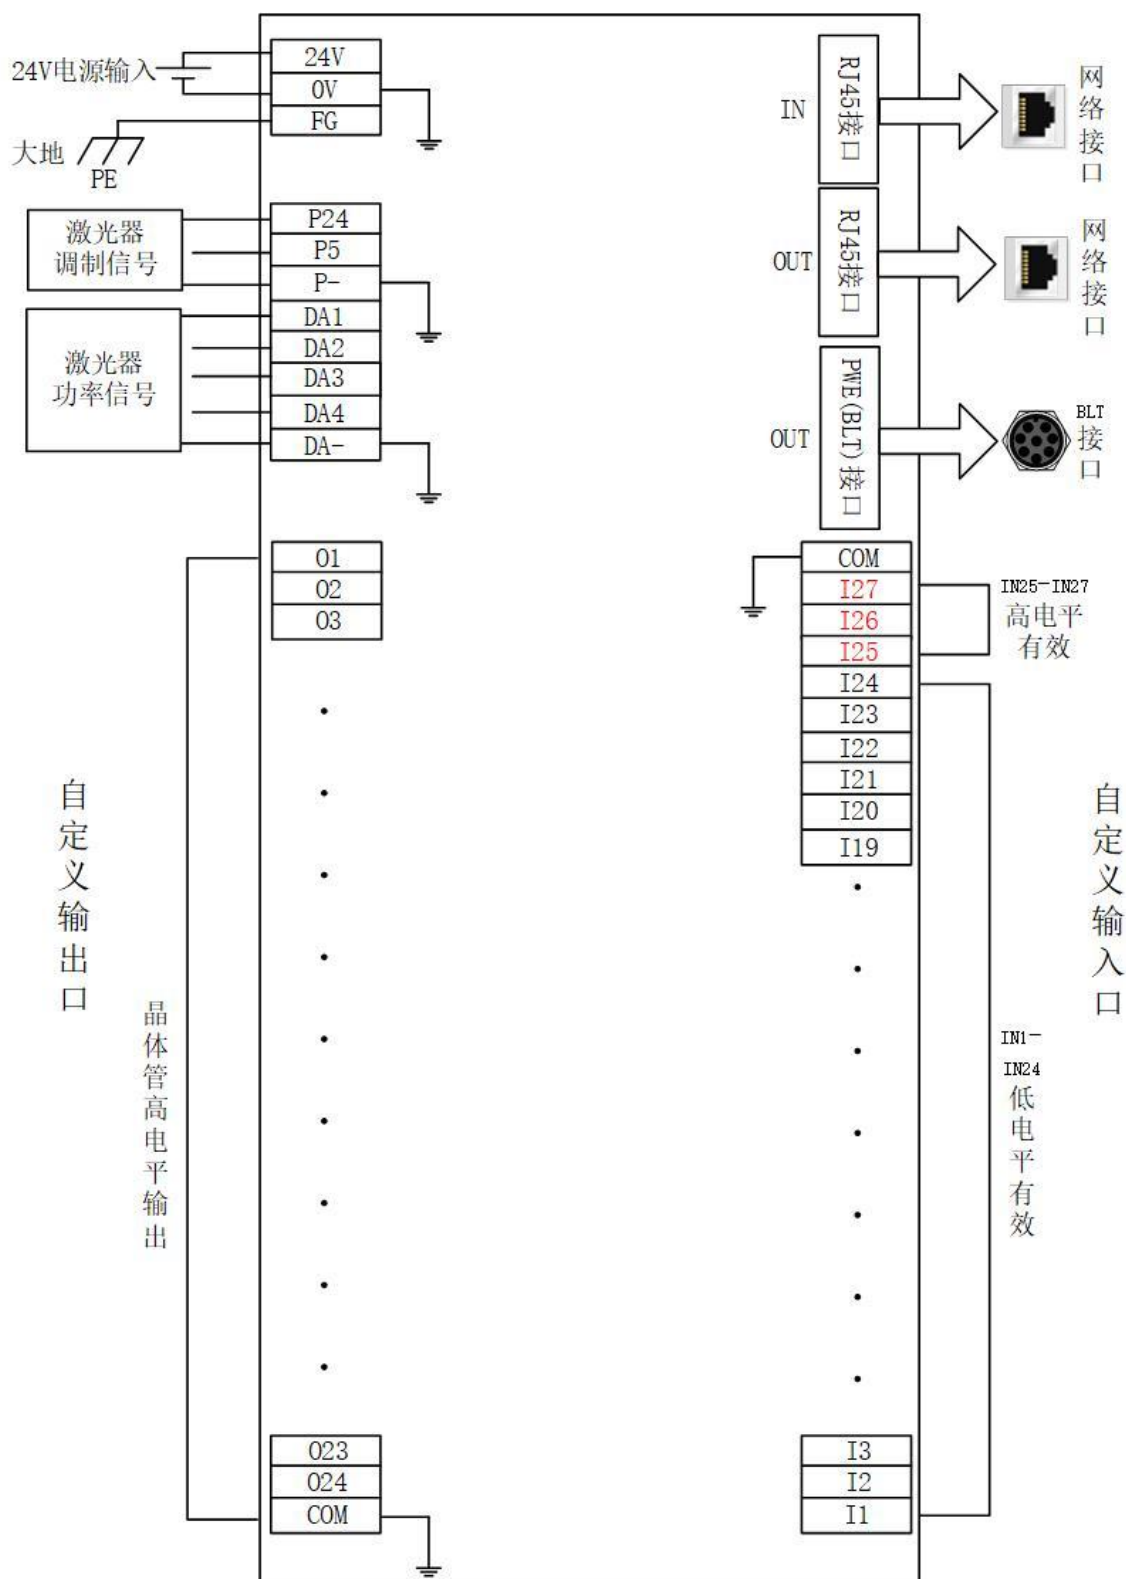 24V电源输入
24V
0V
FG
大地
PE
激光器
调制信号
P24
P5
P-
激光器
功率信号
DA1
DA2
DA3
DA4
DA-
IN
RJ45接口
网络接口
OUT
RJ45接口
网络接口
OUT
PWE(BLT)接口
BLT
接口
O1
O2
O3
O23
O24
COM
自定义输出口
晶体管高电平输出
COM
I27
I26
I25
I24
I23
I22
I21
I20
I19
I3
I2
I1
IN25-IN27
高电平
有效
IN1-
IN24
低电平有效
自定义输入口